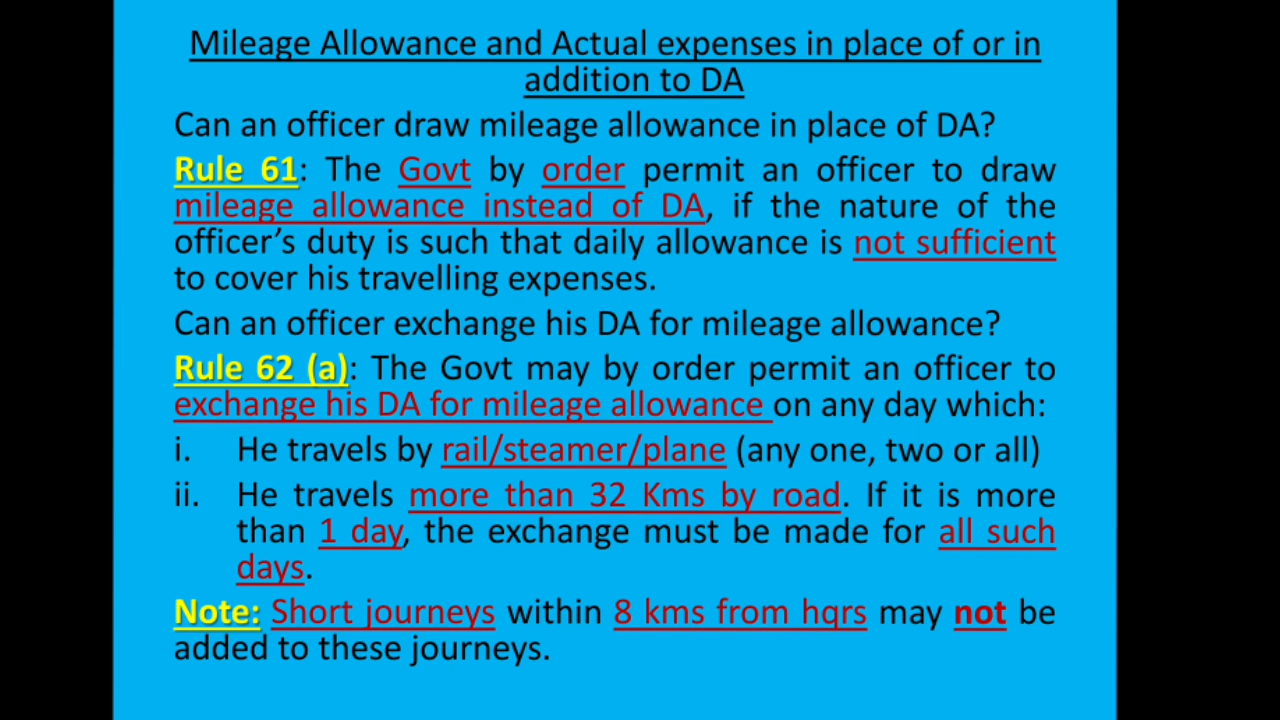 Mileage Allowance and Actual expenses in place of or in
addition to DA
Can an officer draw mileage allowance in place of DA?
Rule 61: The Govt by order permit an officer to draw
mileage allowance instead of DA, if the nature of the
officer’s duty is such that daily allowance is not sufficient
to cover his travelling expenses.
Can an officer exchange his DA for mileage allowance?
Rule 62 (a): The Govt may by order permit an officer to
exchange his DA for mileage allowance on any day which:
i. He travels by rail/steamer/plane (any one, two or all)
ii. He travels more than 32 Kms by road. If it is more
than 1 day, the exchange must be made for all such
days.
Note: Short journeys within 8 kms from hqrs may not be
added to these journeys.